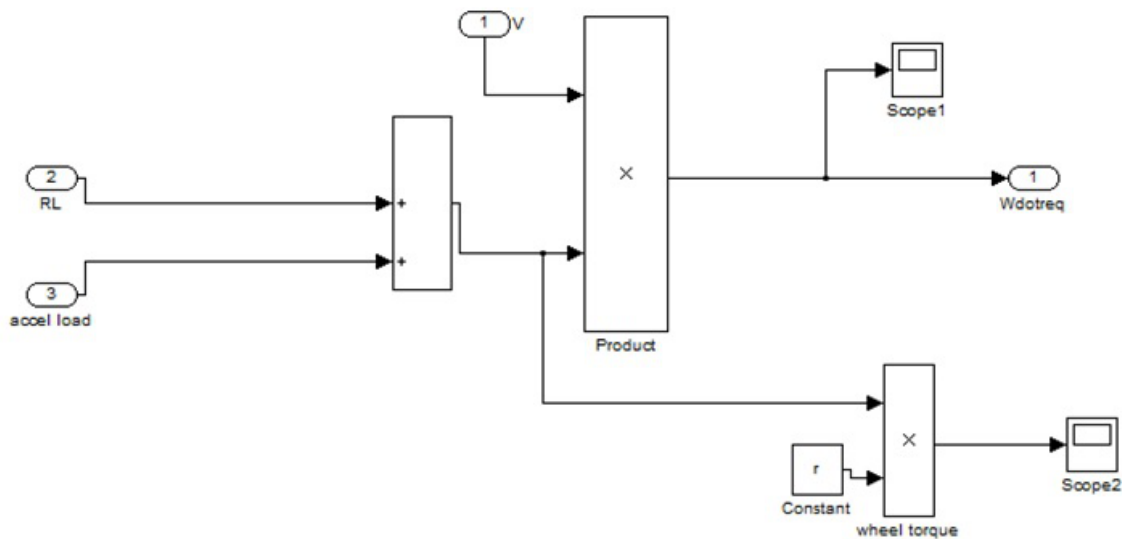 1
V
Scope1
2
RL
+
×
1
Wdotreq
+
3
accel load
Product
×
r
Constant
wheel torque
Scope2